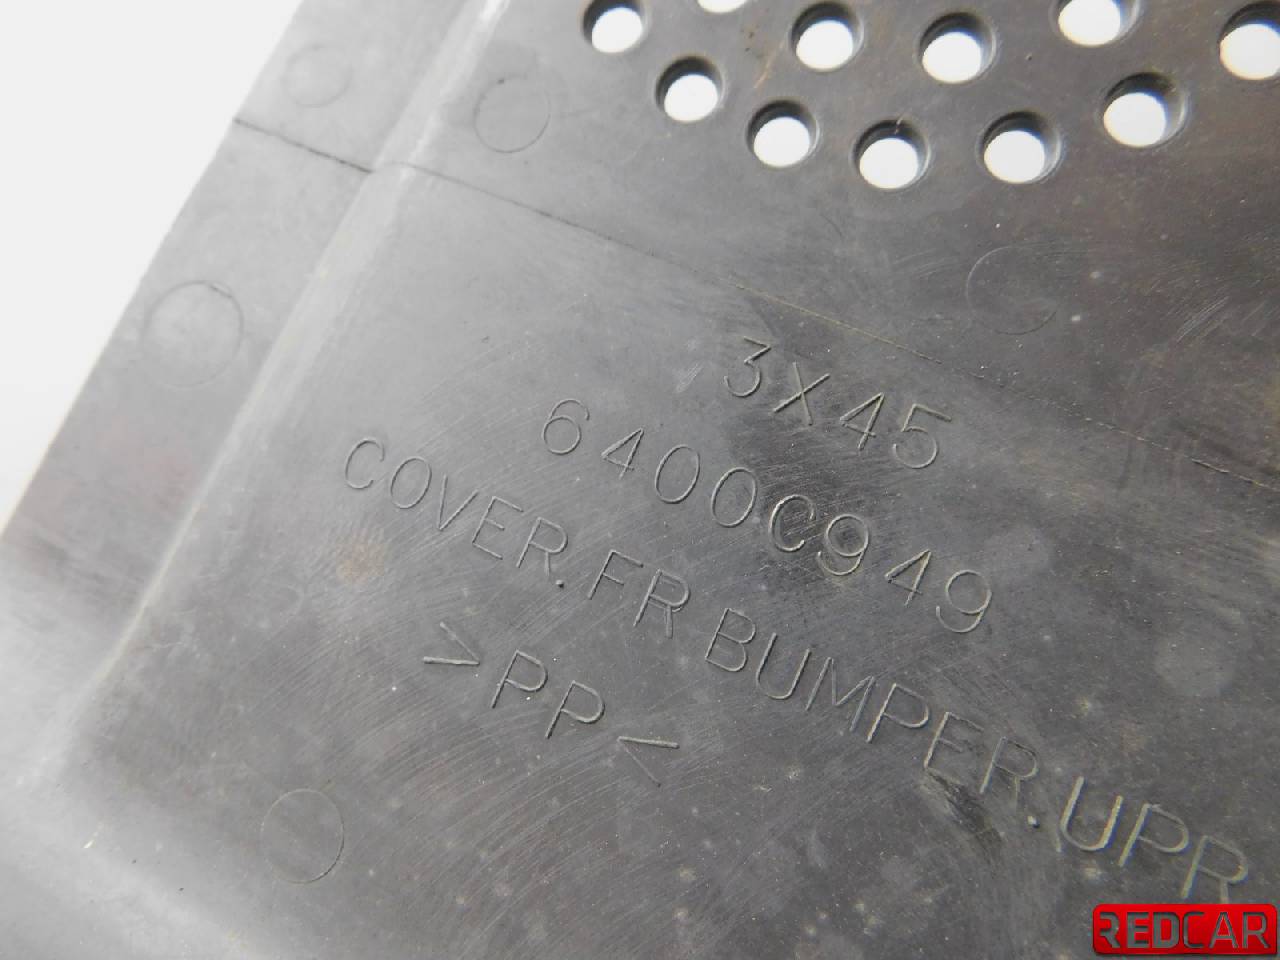 3X45
6400C949
COVER.FR BUMPER.UPR
>PP<
REDCAR